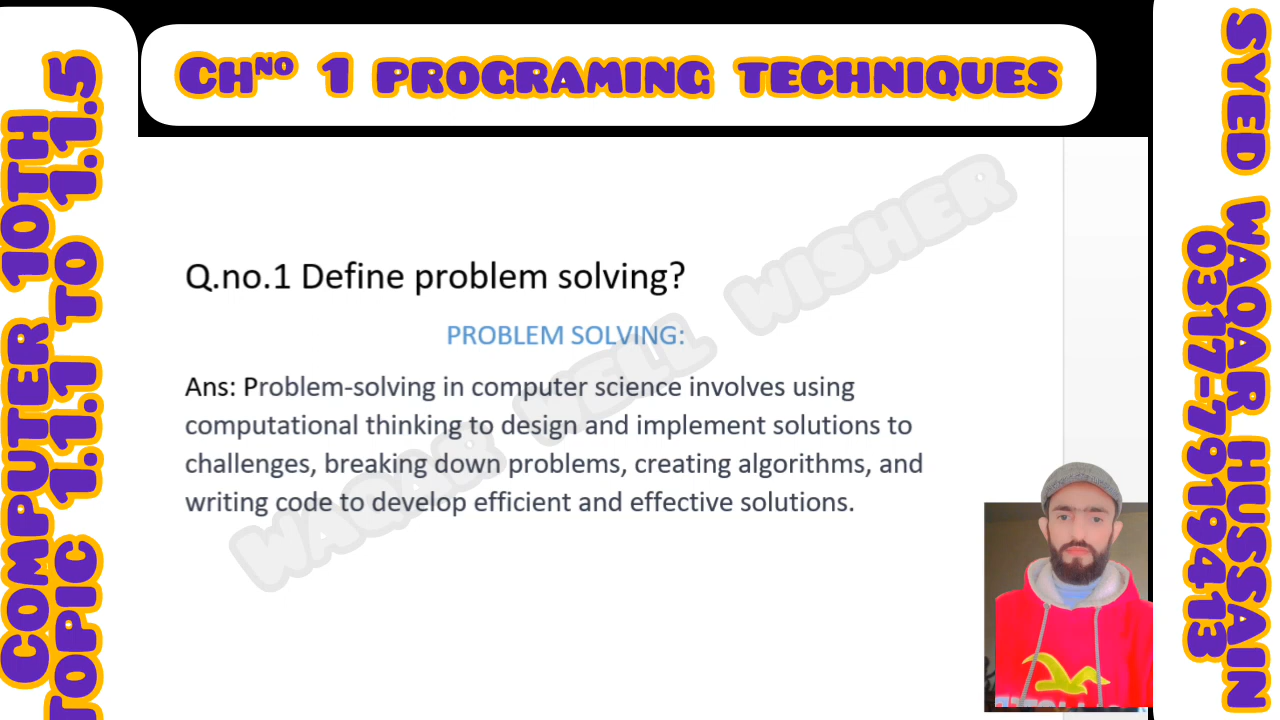 Chno 1 PROGRAMING TECHNIQUES
COMPUTER 10TH
TOPIC 1.1.1 TO 1.1.5
Q.no.1 Define problem solving?
PROBLEM SOLVING:
Ans: Problem-solving in computer science involves using
computational thinking to design and implement solutions to
challenges, breaking down problems, creating algorithms, and
writing code to develop efficient and effective solutions.
WAQAR WELL WISHER
SYED WAQAR HUSSAIN
0317-7919413